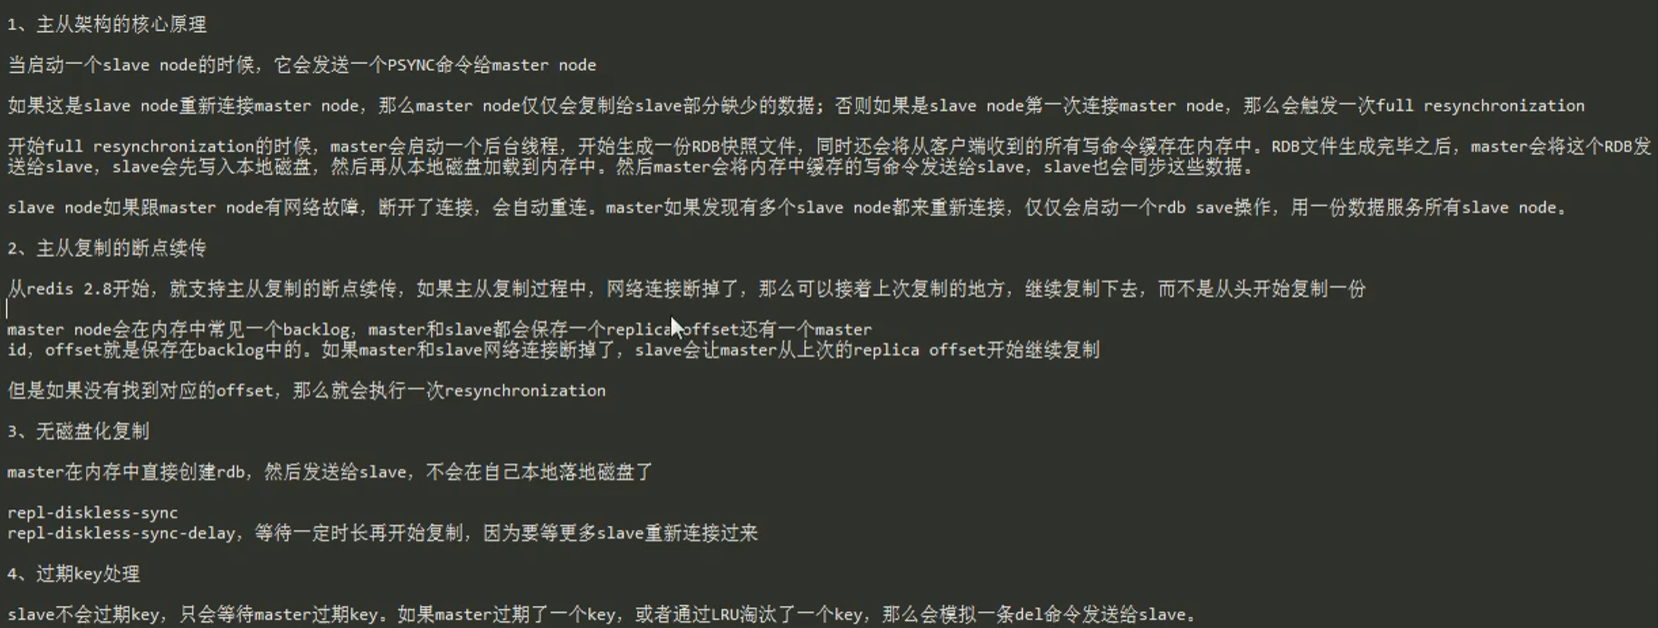 1、主从架构的核心原理
当启动一个slave node的时候，它会发送一个PSYNC命令给master node
如果这是slave node重新连接master node，那么master node仅仅会复制给slave部分缺少的数据；否则如果是slave node第一次连接master node，那么会触发一次full resynchronization
开始full resynchronization的时候，master会启动一个后台线程，开始生成一份RDB快照文件，同时还会将从客户端收到的所有写命令缓存在内存中。RDB文件生成完毕之后，master会将这个RDB发
送给slave，slave会先写入本地磁盘，然后再从本地磁盘加载到内存中。然后master会将内存中缓存的写命令发送给slave，slave也会同步这些数据。
slave node如果跟master node有网络故障，断开了连接，会自动重连。master如果发现有多个slave node都来重新连接，仅仅会启动一个rdb save操作，用一份数据服务所有slave node。
2、主从复制的断点续传
从redis 2.8开始，就支持主从复制的断点续传，如果主从复制过程中，网络连接断掉了，那么可以接着上次复制的地方，继续复制下去，而不是从头开始复制一份
master node会在内存中常见一个backlog，master和slave都会保存一个replica offset还有一个master
id，offset就是保存在backlog中的。如果master和slave网络连接断掉了，slave会让master从上次的replica offset开始继续复制
但是如果没有找到对应的offset，那么就会执行一次resynchronization
3、无磁盘化复制
master在内存中直接创建rdb，然后发送给slave，不会在自己本地落地磁盘了
repl-diskless-sync
repl-diskless-sync-delay，等待一定时长再开始复制，因为要等更多slave重新连接过来
4、过期key处理
slave不会过期key，只会等待master过期key。如果master过期了一个key，或者通过LRU淘汰了一个key，那么会模拟一条del命令发送给slave。